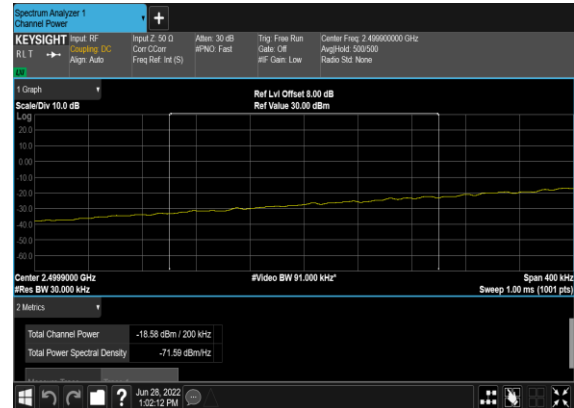 Spectrum Analyzer 1
Channel Power
KEYSIGHT
RLT
LVI
Input: RF
Coupling: DC
Align: Auto
Input Z: 50 Ω
Corr CCorr
Freq Ref: Int (S)
Atten: 30 dB
#PNO: Fast
Trig: Free Run
Gate: Off
#IF Gain: Low
Center Freq: 2.499900000 GHz
Avg|Hold: 500/500
Radio Std: None
1 Graph
Scale/Div 10.0 dB
Ref Lvl Offset 8.00 dB
Ref Value 30.00 dBm
Log
20.0
10.0
0.00
-10.0
-20.0
-30.0
-40.0
-50.0
-60.0
Center 2.4999000 GHz
#Res BW 30.000 kHz
#Video BW 91.000 kHz*
Span 400 kHz
Sweep 1.00 ms (1001 pts)
2 Metrics
Total Channel Power -18.58 dBm / 200 kHz
Total Power Spectral Density -71.59 dBm/Hz
?
Jun 28, 2022
1:02:12 PM